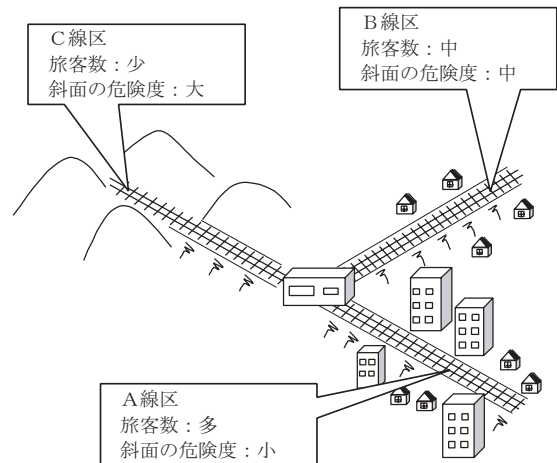 C線区
旅客数：少
斜面の危険度：大
B線区
旅客数：中
斜面の危険度：中
A線区
旅客数：多
斜面の危険度：小